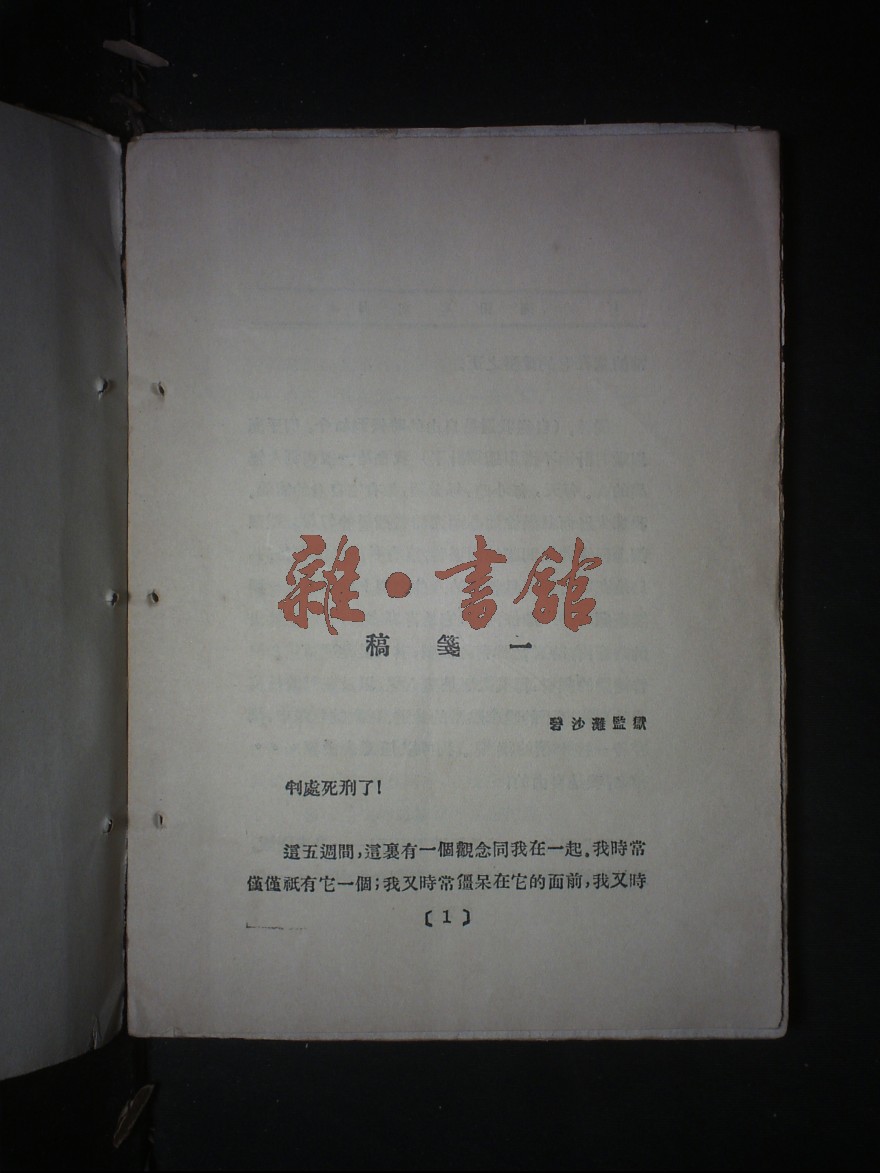 雜·書館
稿 箋 一
碧沙灘監獄
判處死刑了!
這五週間,這裏有一個觀念同我在一起.我時常
僅僅祇有它一個;我又時常僵呆在它的面前,我又時
〔1〕